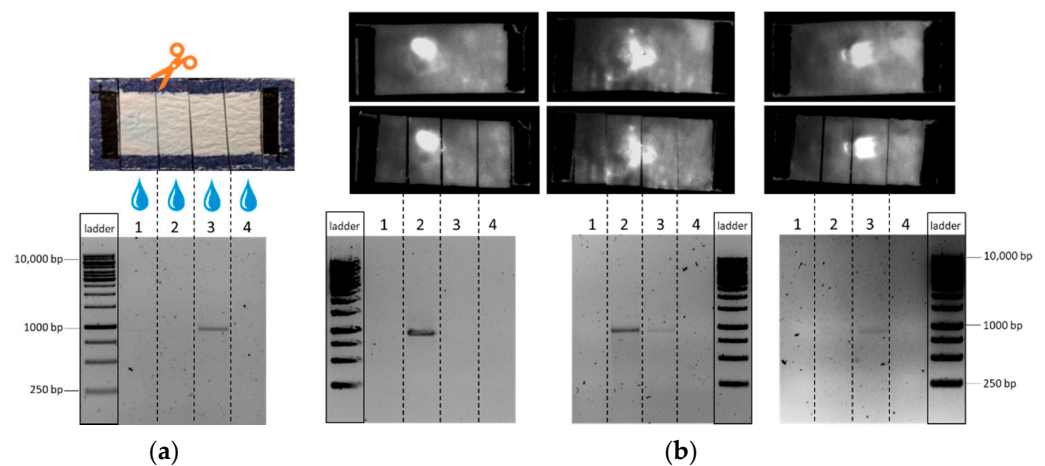 ladder 1 2 3 4
10,000 bp
1000 bp
250 bp
(a)
ladder 1 2 3 4
1 2 3 4 ladder
1 2 3 4 ladder
10,000 bp
1000 bp
250 bp
(b)